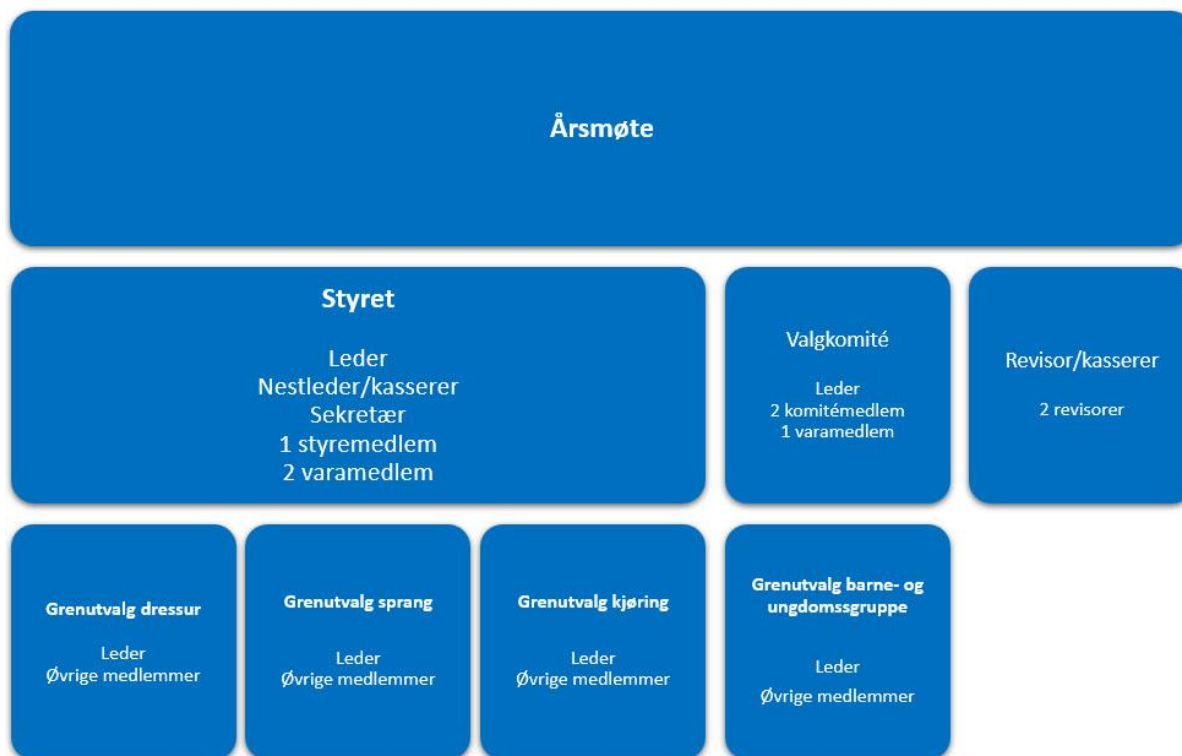 Årsmøte
Styret
Leder
Nestleder/kasserer
Sekretær
1 styremedlem
2 varamedlem
Valgkomité
Leder
2 komitémedlem
1 varamedlem
Revisor/kasserer
2 revisorer
Grenutvalg dressur
Leder
Øvrige medlemmer
Grenutvalg sprang
Leder
Øvrige medlemmer
Grenutvalg kjøring
Leder
Øvrige medlemmer
Grenutvalg barne- og
ungdomssgruppe
Leder
Øvrige medlemmer